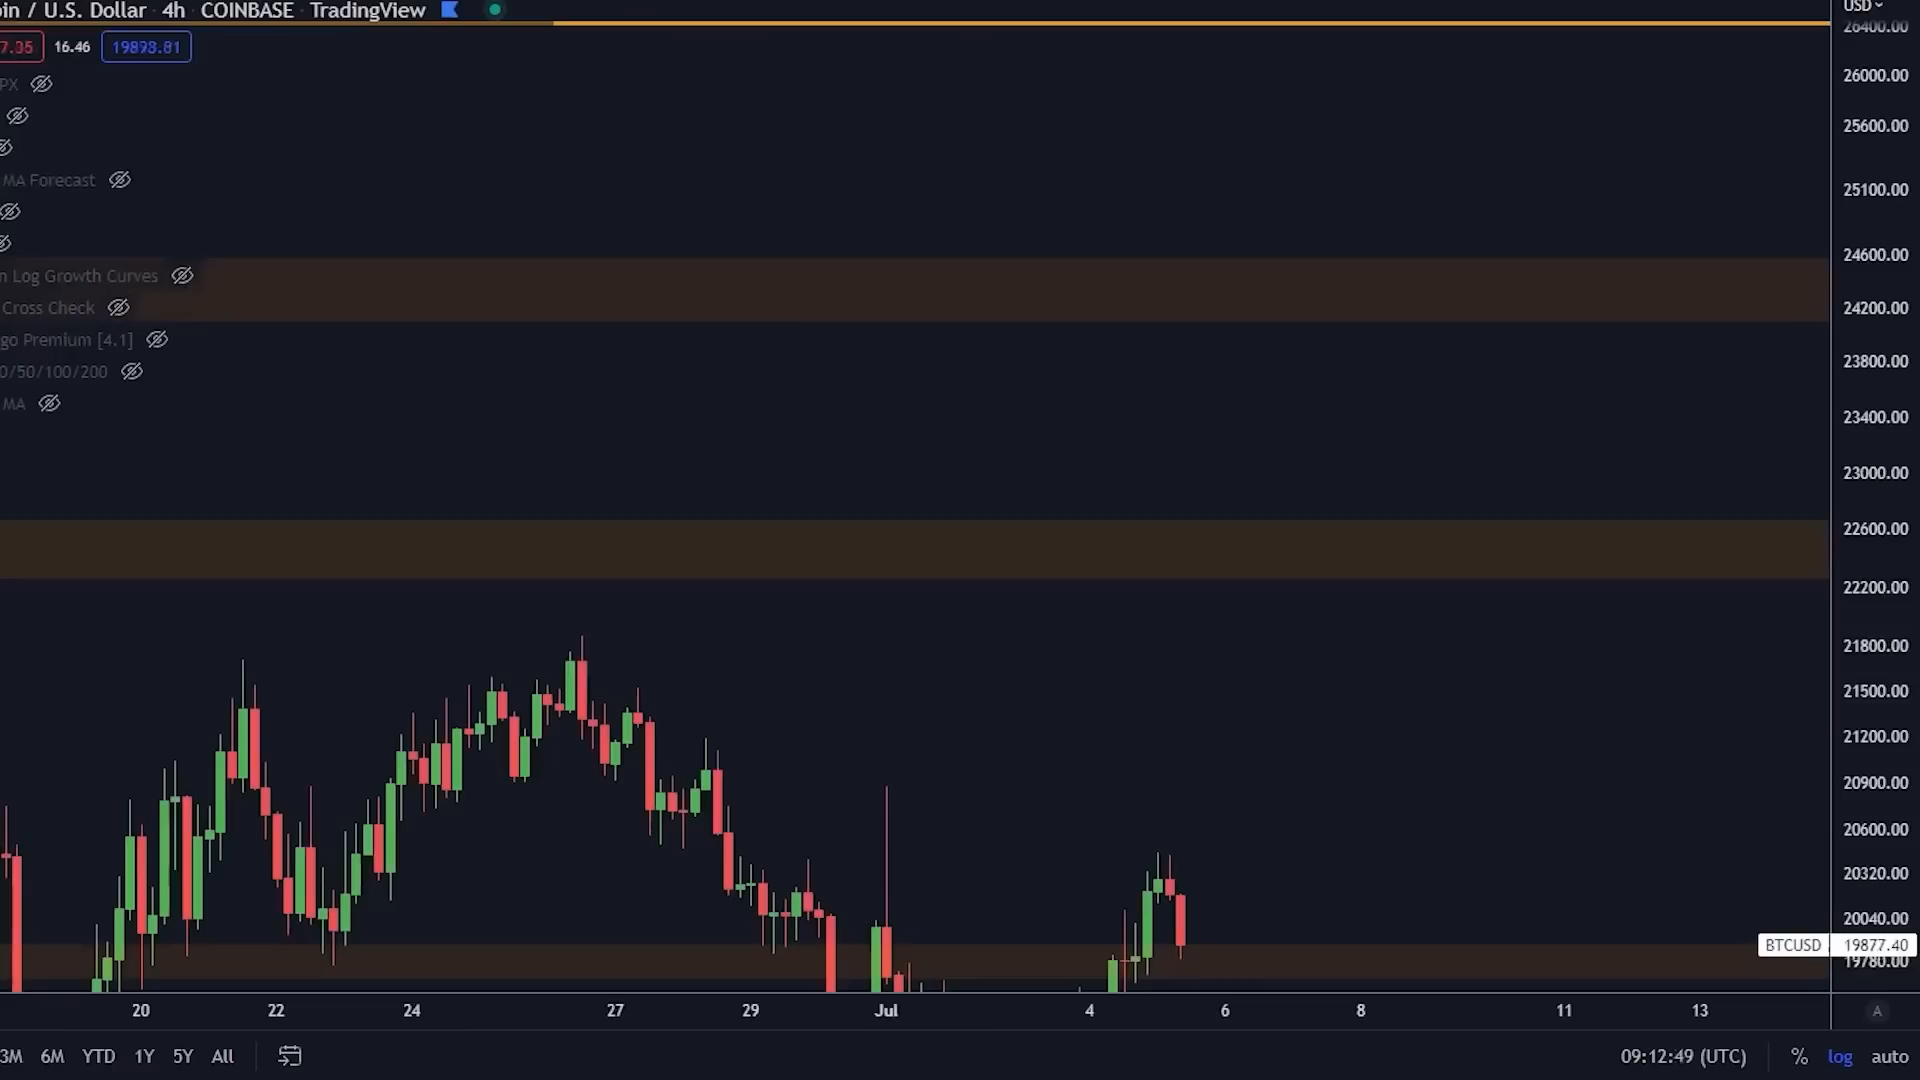 oin / U.S. Dollar · 4h · COINBASE · TradingView
USD
26400.00
7.35 16.46 19893.81
26000.00
PX
25600.00
MA Forecast
25100.00
24600.00
n Log Growth Curves
Cross Check
24200.00
go Premium [4.1]
23800.00
0/50/100/200
MA
23400.00
23000.00
22600.00
22200.00
21800.00
21500.00
21200.00
20900.00
20600.00
20320.00
20040.00
BTCUSD 19877.40
19780.00
20 22 24 27 29 Jul 4 6 8 11 13 A
3M 6M YTD 1Y 5Y All 09:12:49 (UTC) % log auto